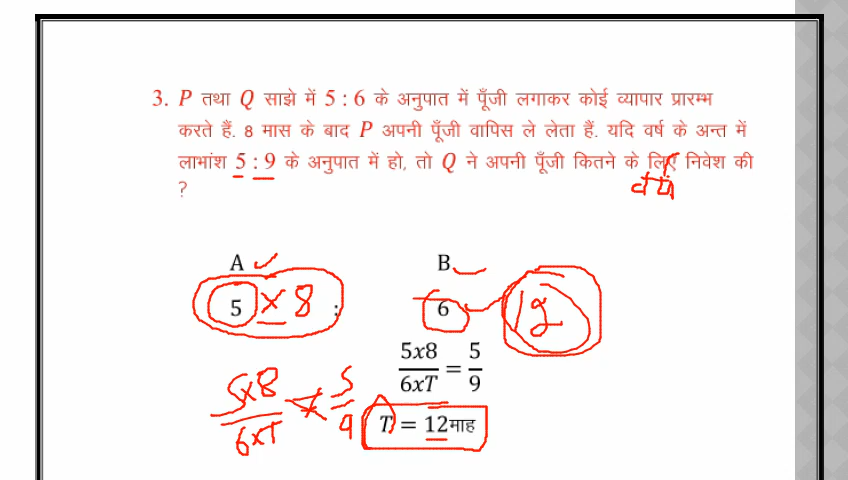 3. P तथा Q साझे में 5 : 6 के अनुपात में पूँजी लगाकर कोई व्यापार प्रारम्भ
करते हैं. 8 मास के बाद P अपनी पूँजी वापिस ले लेता हैं. यदि वर्ष के अन्त में
लाभांश 5 : 9 के अनुपात में हो, तो Q ने अपनी पूँजी कितने के लिए निवेश की
?
A B
5 × 8 : 6 12
5x8/6xT = 5/9
5x8/6xT = 5/9
T = 12माह